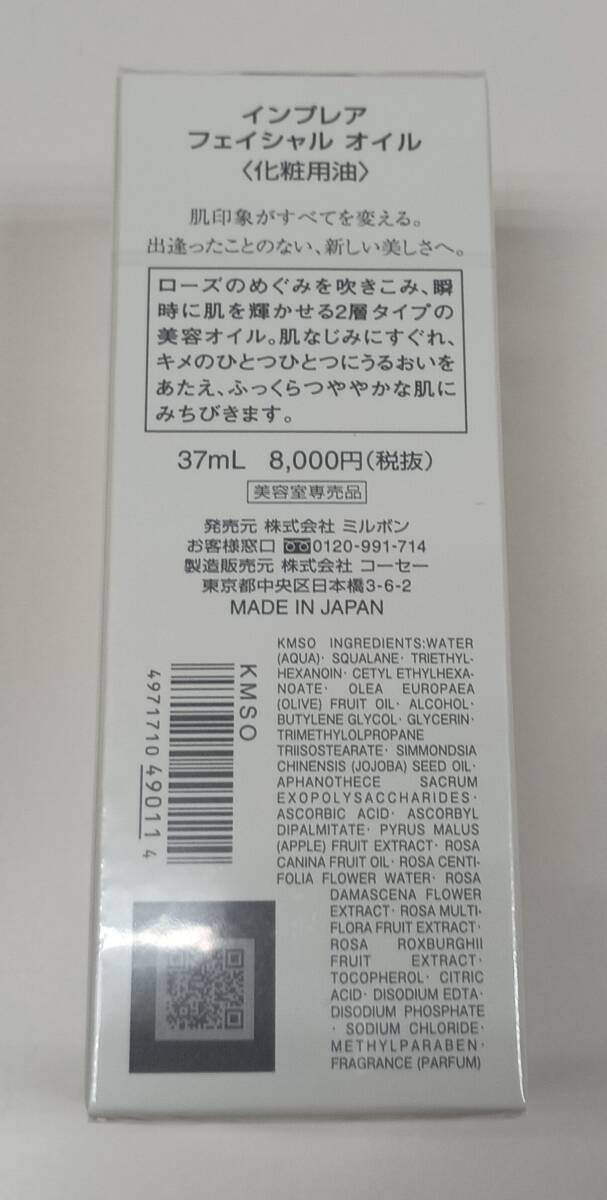 インプレア
フェイシャル オイル
〈化粧用油〉
肌印象がすべてを変える。
出逢ったことのない、新しい美しさへ。
ローズのめぐみを吹きこみ、瞬
時に肌を輝かせる2層タイプの
美容オイル。肌なじみにすぐれ、
キメのひとつひとつにうるおいを
あたえ、ふっくらつややかな肌に
みちびきます。
37mL 8,000円(税抜)
美容室専売品
発売元 株式会社 ミルボン
お客様窓口 0120-991-714
製造販売元 株式会社 コーセー
東京都中央区日本橋3-6-2
MADE IN JAPAN
KMSO INGREDIENTS:WATER
(AQUA)· SQUALANE· TRIETHYL-
HEXANOIN· CETYL ETHYLHEXA-
NOATE· OLEA EUROPAEA
(OLIVE) FRUIT OIL· ALCOHOL·
BUTYLENE GLYCOL· GLYCERIN·
TRIMETHYLOLPROPANE
TRIISOSTEARATE· SIMMONDSIA
CHINENSIS (JOJOBA) SEED OIL·
APHANOTHECE SACRUM
EXOPOLYSACCHARIDES·
ASCORBIC ACID· ASCORBYL
DIPALMITATE· PYRUS MALUS
(APPLE) FRUIT EXTRACT· ROSA
CANINA FRUIT OIL· ROSA CENTI-
FOLIA FLOWER WATER· ROSA
DAMASCENA FLOWER
EXTRACT· ROSA MULTI-
FLORA FRUIT EXTRACT·
ROSA ROXBURGHII
FRUIT EXTRACT·
TOCOPHEROL· CITRIC
ACID· DISODIUM EDTA·
DISODIUM PHOSPHATE
· SODIUM CHLORIDE·
METHYLPARABEN·
FRAGRANCE (PARFUM)
KMSO
4971710 490114